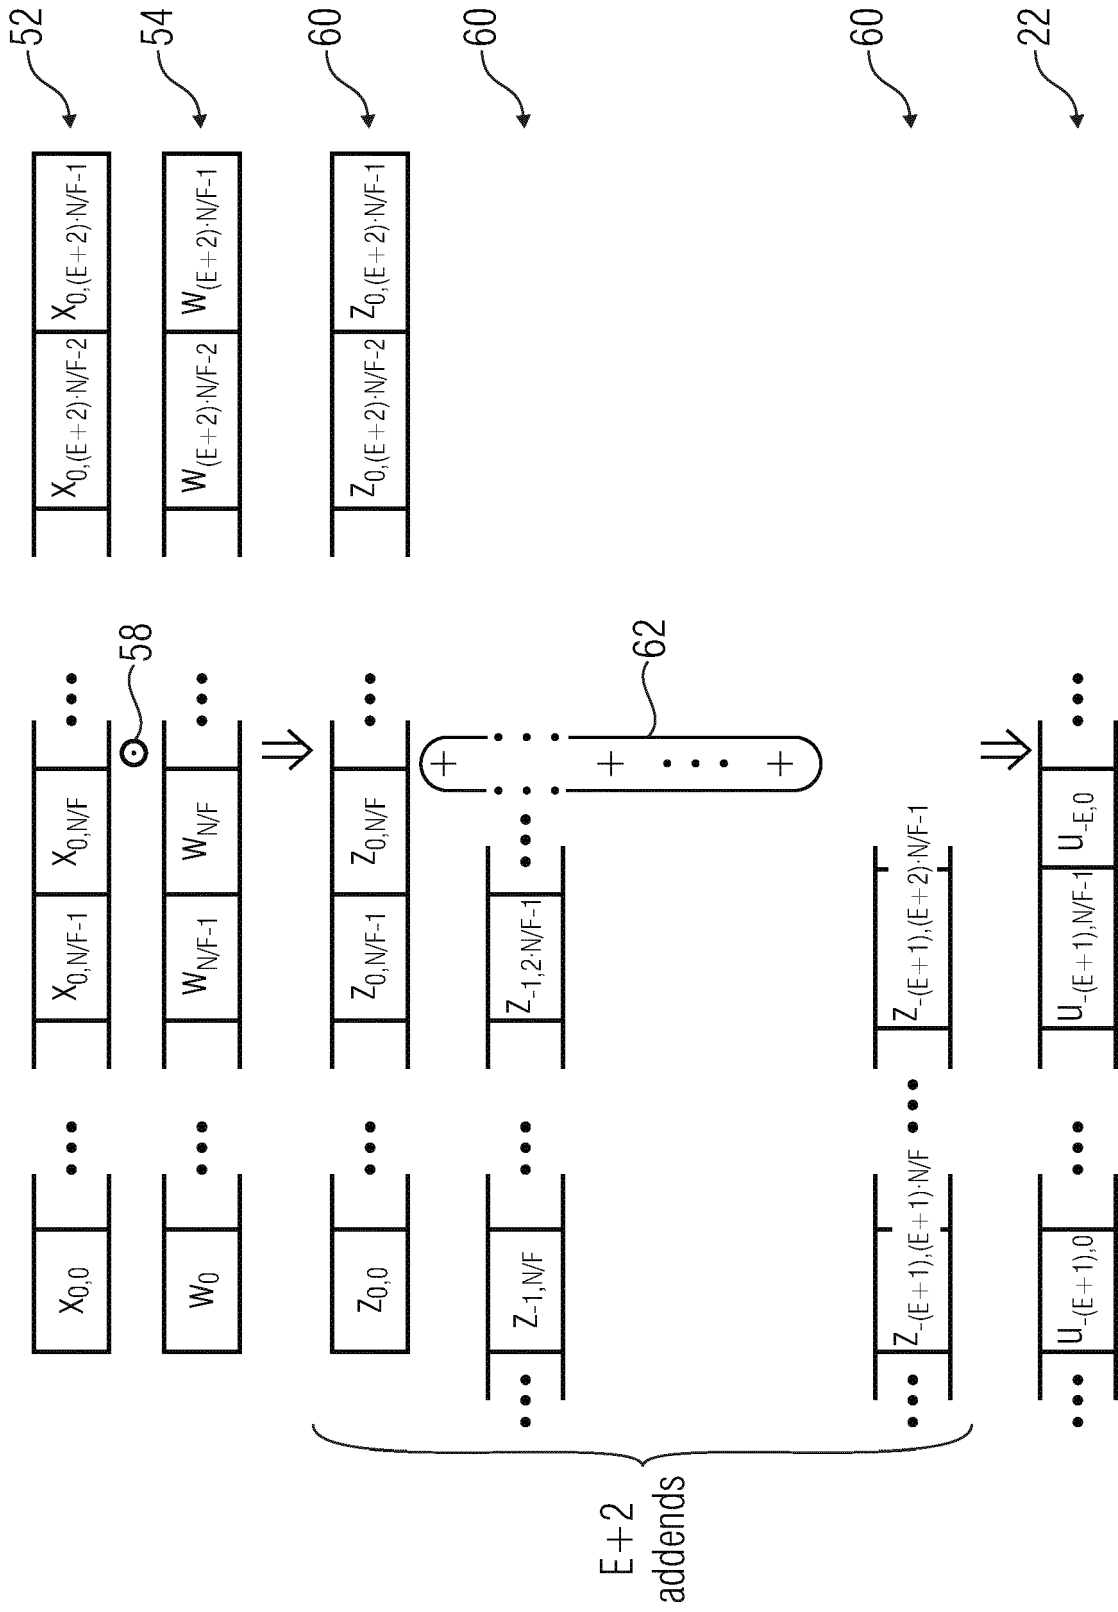 X0,0 ••• X0,N/F-1 X0,N/F ••• X0,(E+2)·N/F-2 X0,(E+2)·N/F-1 52
⊙ 58
W0 ••• WN/F-1 WN/F ••• W(E+2)·N/F-2 W(E+2)·N/F-1 54
⇓
Z0,0 ••• Z0,N/F-1 Z0,N/F ••• Z0,(E+2)·N/F-2 Z0,(E+2)·N/F-1 60
+
••• Z-1,N/F ••• Z-1,2·N/F-1 ••• 60
E+2
addends
+ 62
•••
+
••• Z-(E+1),(E+1)·N/F ••• Z-(E+1),(E+2)·N/F-1 60
⇓
••• u-(E+1),0 ••• u-(E+1),N/F-1 u-E,0 ••• 22